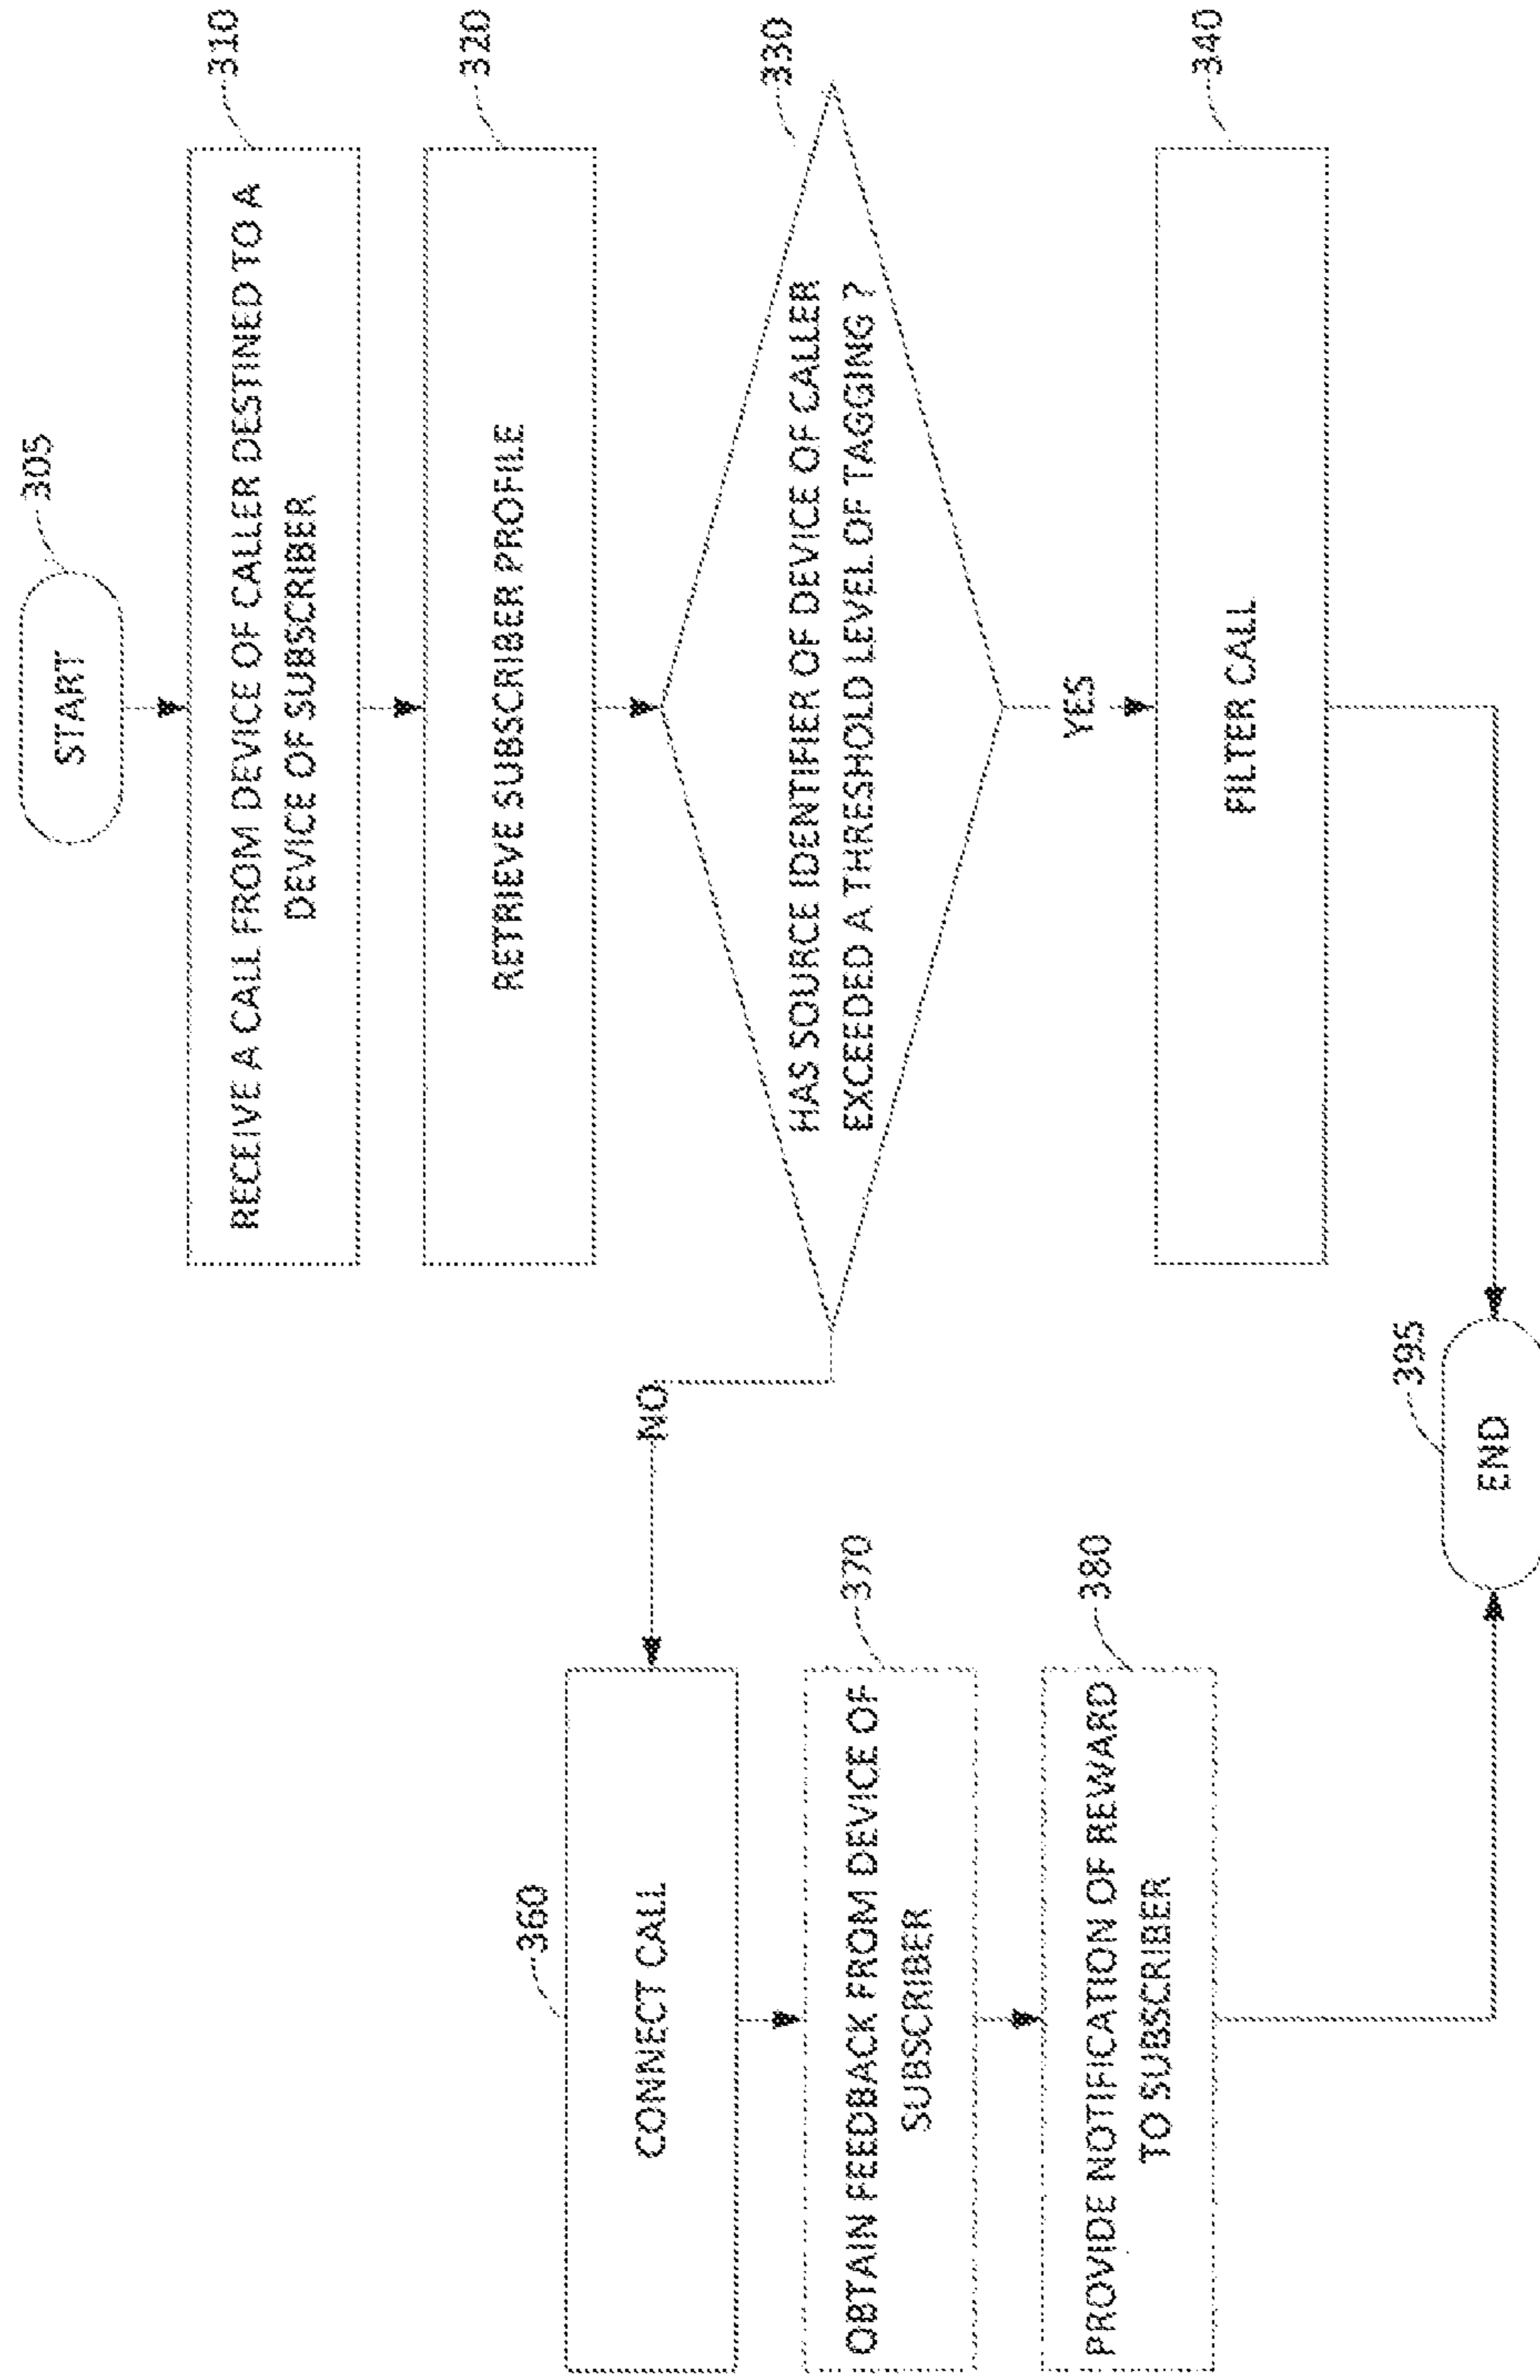 305
START
310
RECEIVE A CALL FROM DEVICE OF CALLER DESTINED TO A
DEVICE OF SUBSCRIBER
320
RETRIEVE SUBSCRIBER PROFILE
330
HAS SOURCE IDENTIFIER OF DEVICE OF CALLER
EXCEEDED A THRESHOLD LEVEL OF TAGGING ?
YES
340
FILTER CALL
NO
360
CONNECT CALL
370
OBTAIN FEEDBACK FROM DEVICE OF
SUBSCRIBER
380
PROVIDE NOTIFICATION OF REWARD
TO SUBSCRIBER
395
END